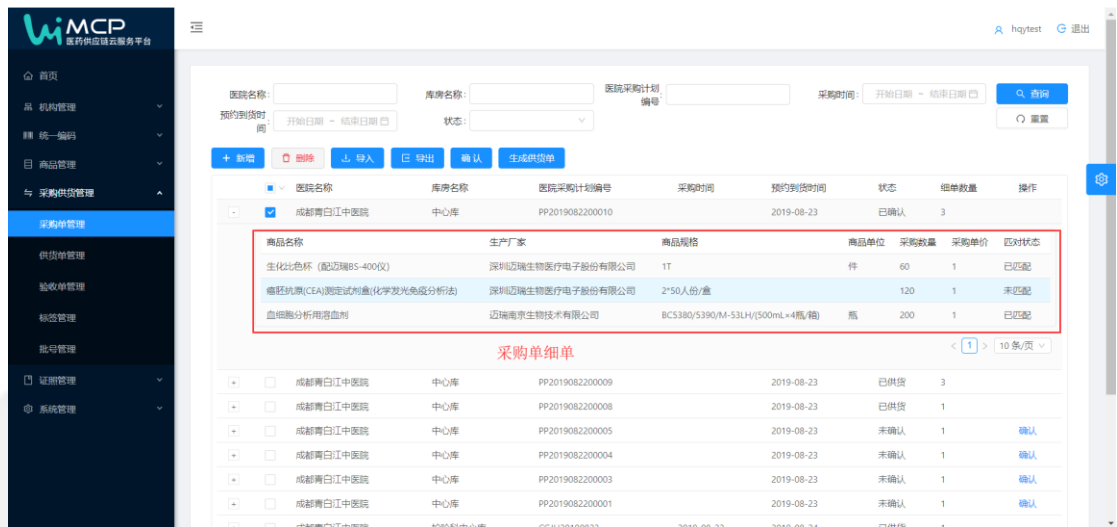 MCP
医药供应链云服务平台
hqytest 退出
首页
机构管理
统一编码
商品管理
采购供货管理
采购单管理
供货单管理
验收单管理
标签管理
批号管理
证照管理
系统管理
医院名称: 库房名称: 医院采购计划编号: 采购时间: 开始日期 ~ 结束日期 查询
预约到货时间: 开始日期 ~ 结束日期 状态: 重置
+ 新增 删除 导入 导出 确认 生成供货单
医院名称 库房名称 医院采购计划编号 采购时间 预约到货时间 状态 细单数量 操作
成都青白江中医院 中心库 PP2019082200010 2019-08-23 已确认 3
商品名称 生产厂家 商品规格 商品单位 采购数量 采购单价 匹对状态
生化比色杯（配迈瑞BS-400仪） 深圳迈瑞生物医疗电子股份有限公司 1T 件 60 1 已匹配
癌胚抗原(CEA)测定试剂盒(化学发光免疫分析法) 深圳迈瑞生物医疗电子股份有限公司 2*50人份/盒 120 1 未匹配
血细胞分析用溶血剂 迈瑞南京生物技术有限公司 BC5380/5390/M-53LH/(500mL×4瓶/箱) 瓶 200 1 已匹配
< 1 > 10 条/页
采购单细单
成都青白江中医院 中心库 PP2019082200009 2019-08-23 已供货 3
成都青白江中医院 中心库 PP2019082200008 2019-08-23 已供货 1
成都青白江中医院 中心库 PP2019082200005 2019-08-23 未确认 1 确认
成都青白江中医院 中心库 PP2019082200004 2019-08-23 未确认 1 确认
成都青白江中医院 中心库 PP2019082200003 2019-08-23 未确认 1 确认
成都青白江中医院 中心库 PP2019082200001 2019-08-23 未确认 1 确认
成都青白江中医院